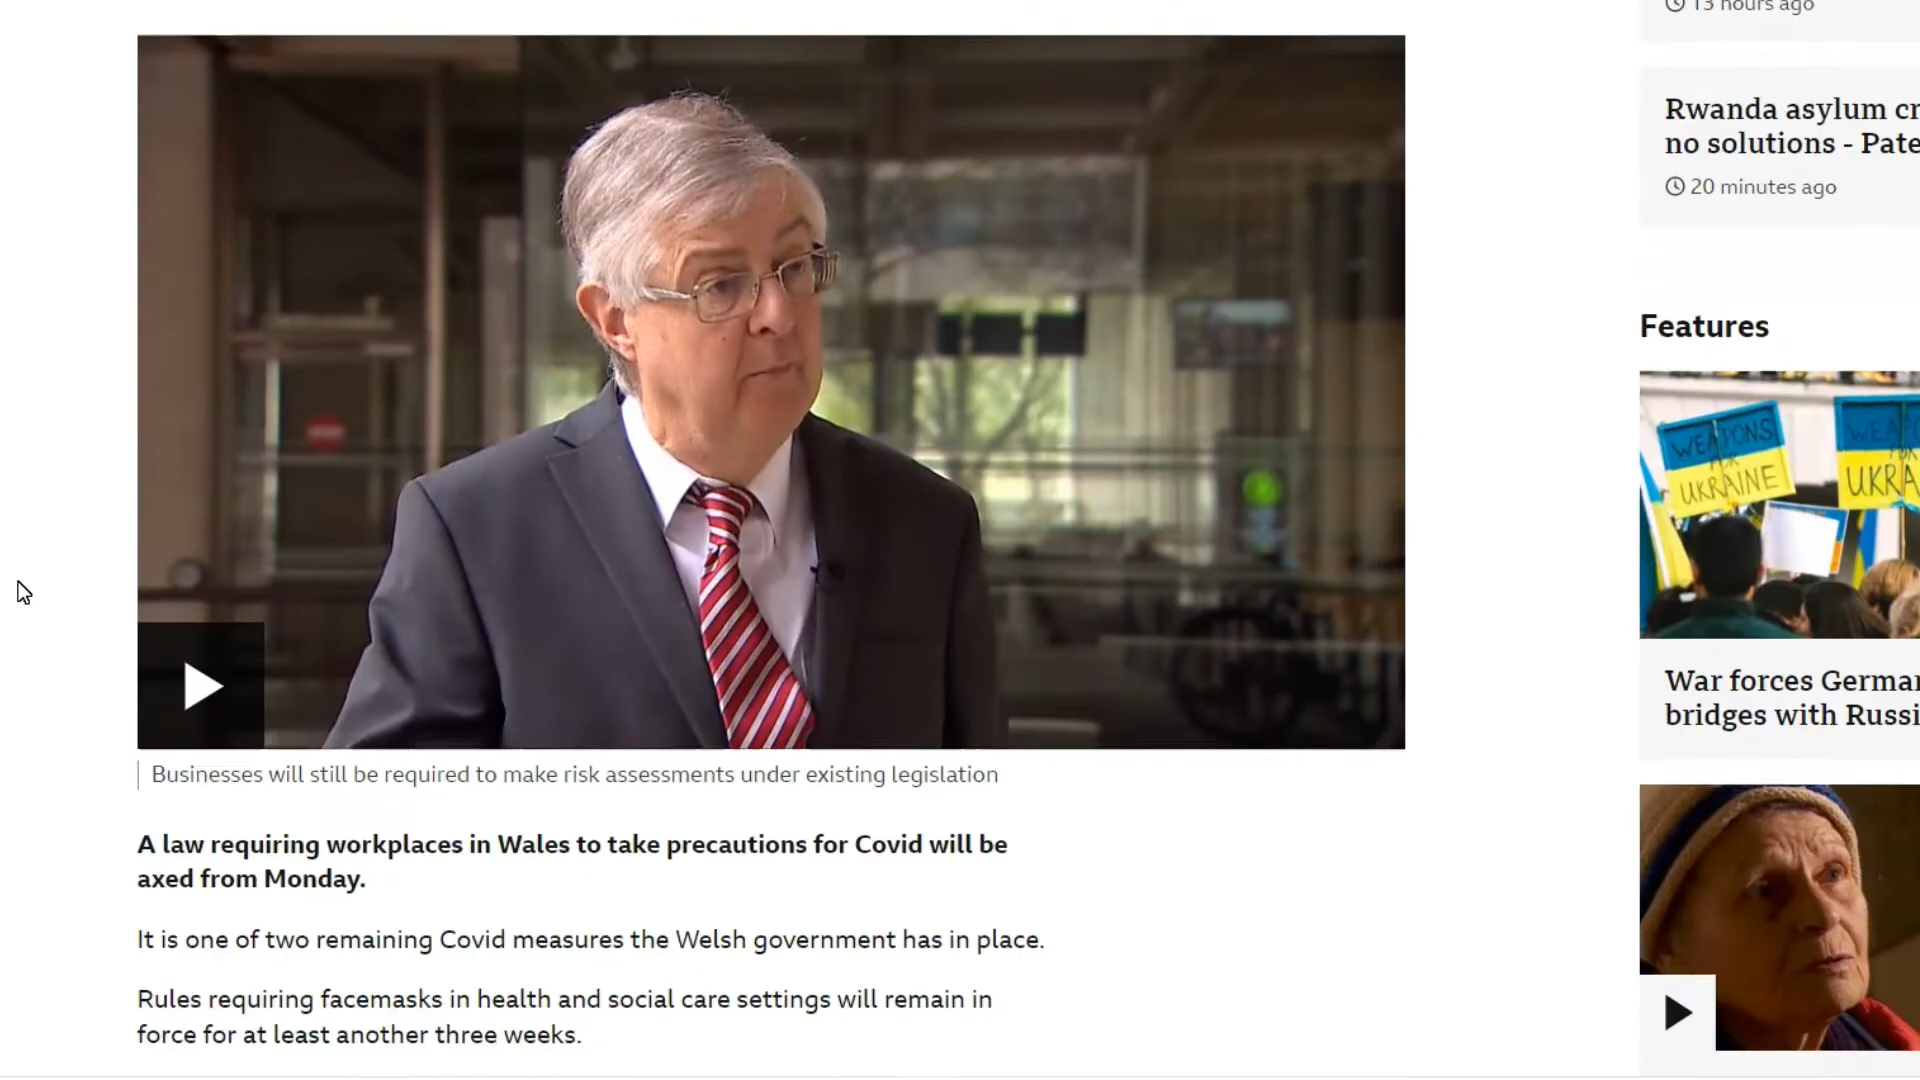 13 hours ago
Rwanda asylum
no solutions -
20 minutes ago
Features
WEAPONS
FOR
UKRAINE
FOR
War forces
bridges with
Businesses will still be required to make risk assessments under existing legislation
A law requiring workplaces in Wales to take precautions for Covid will be
axed from Monday.
It is one of two remaining Covid measures the Welsh government has in place.
Rules requiring facemasks in health and social care settings will remain in
force for at least another three weeks.